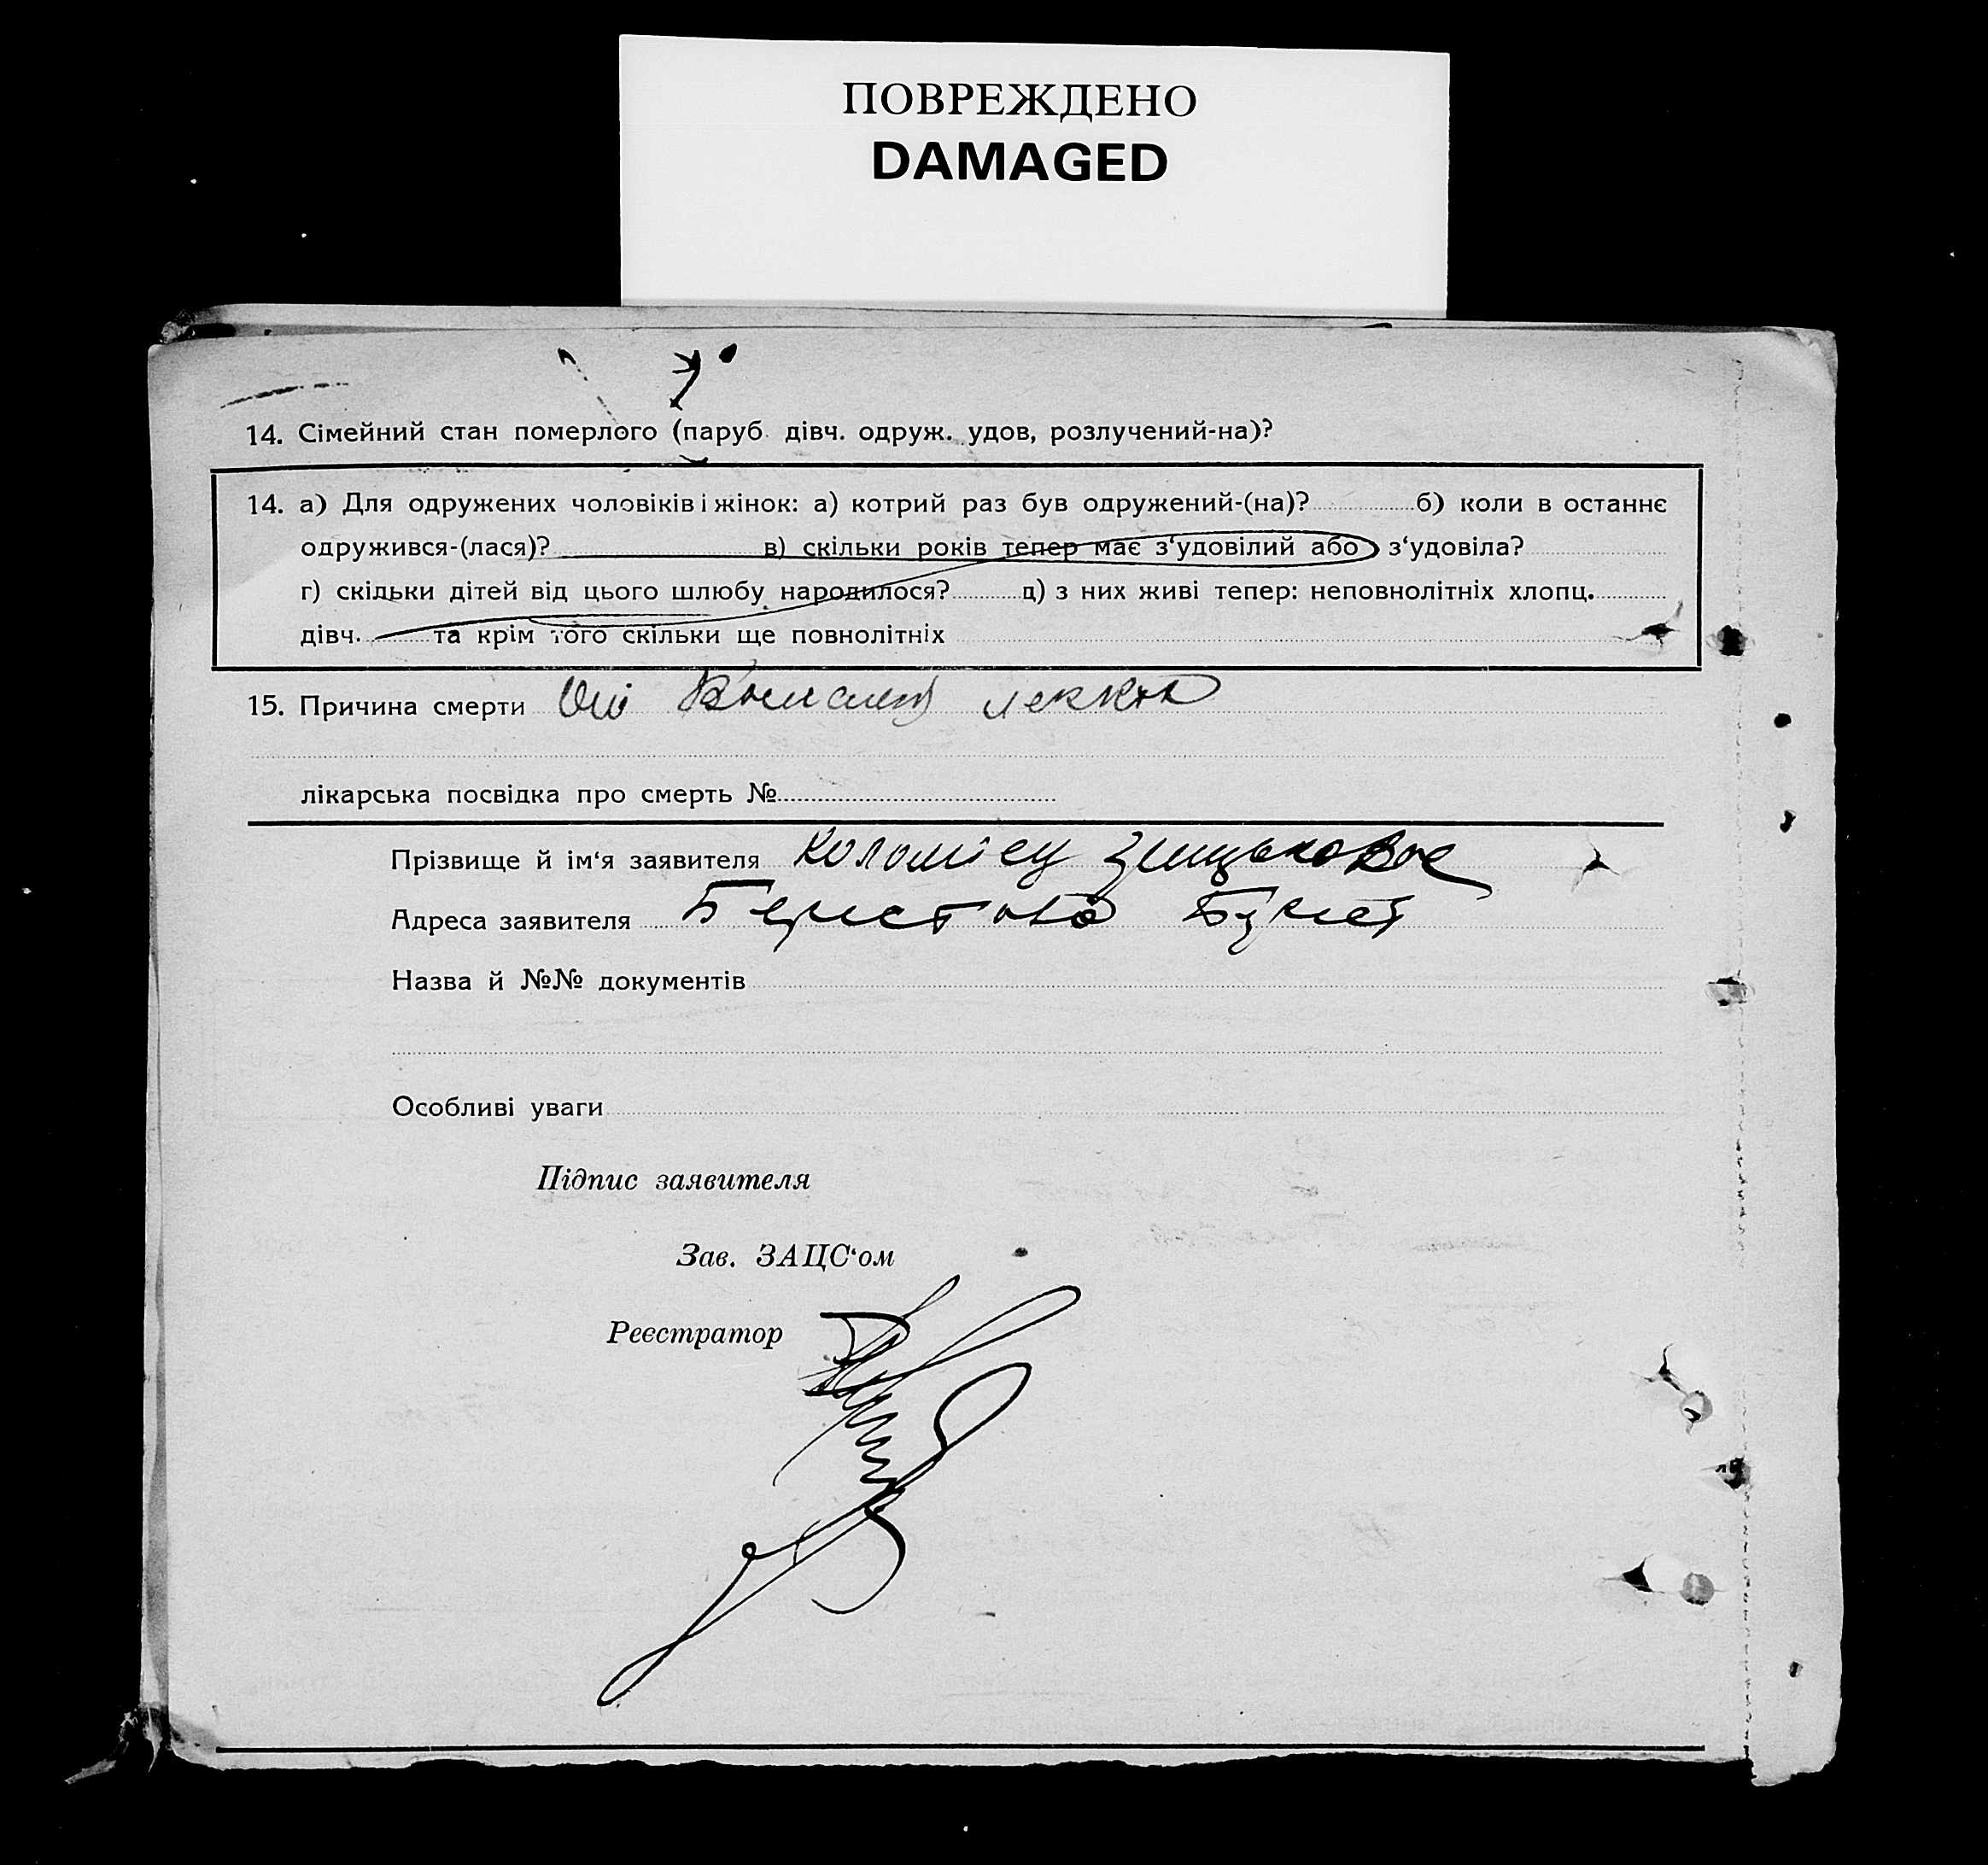 ПОВРЕЖДЕНО
DAMAGED
14. Сімейний стан померлого (паруб. дівч. одруж. удов, розлучений-на)?
14. а) Для одружених чоловіків і жінок: а) котрий раз був одружений-(на)? б) коли в останнє
одружився-(лася)? в) скільки років тепер має з‘удовілий або з‘удовіла?
г) скільки дітей від цього шлюбу народилося? д) з них живі тепер: неповнолітніх хлопц.
дівч. та крім того скільки ще повнолітніх
15. Причина смерти легких
лікарська посвідка про смерть №
Прізвище й ім‘я заявителя Коломієц
Адреса заявителя
Назва й №№ документів
Особливі уваги
Підпис заявителя
Зав. ЗАЦС‘ом
Реєстратор